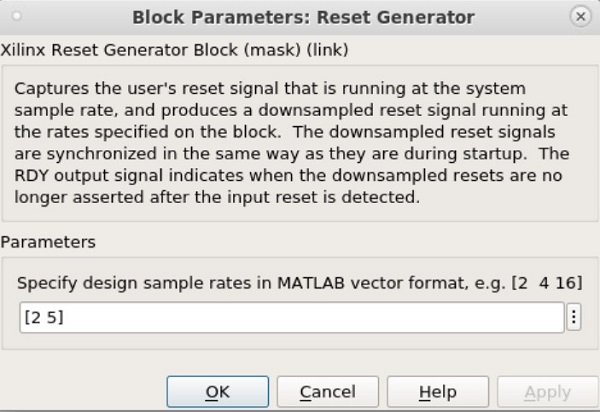 Block Parameters: Reset Generator
Xilinx Reset Generator Block (mask) (link)
Captures the user's reset signal that is running at the system
sample rate, and produces a downsampled reset signal running at
the rates specified on the block.  The downsampled reset signals
are synchronized in the same way as they are during startup.  The
RDY output signal indicates when the downsampled resets are no
longer asserted after the input reset is detected.
Parameters
Specify design sample rates in MATLAB vector format, e.g. [2  4 16]
[2 5]
OK Cancel Help Apply